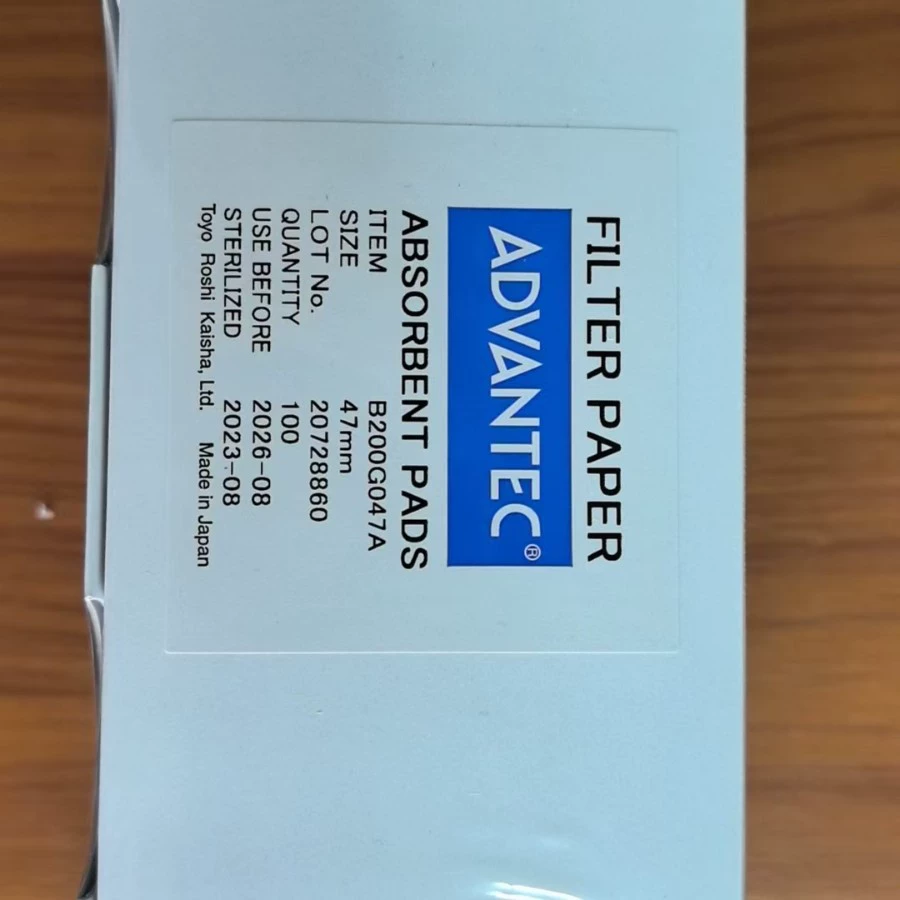 FILTER PAPER
ADVANTEC®
ABSORBENT PADS
ITEM B200G047A
SIZE 47mm
LOT No. 20728860
QUANTITY 100
USE BEFORE 2026-08
STERILIZED 2023-08
Toyo Roshi Kaisha, Ltd. Made in Japan